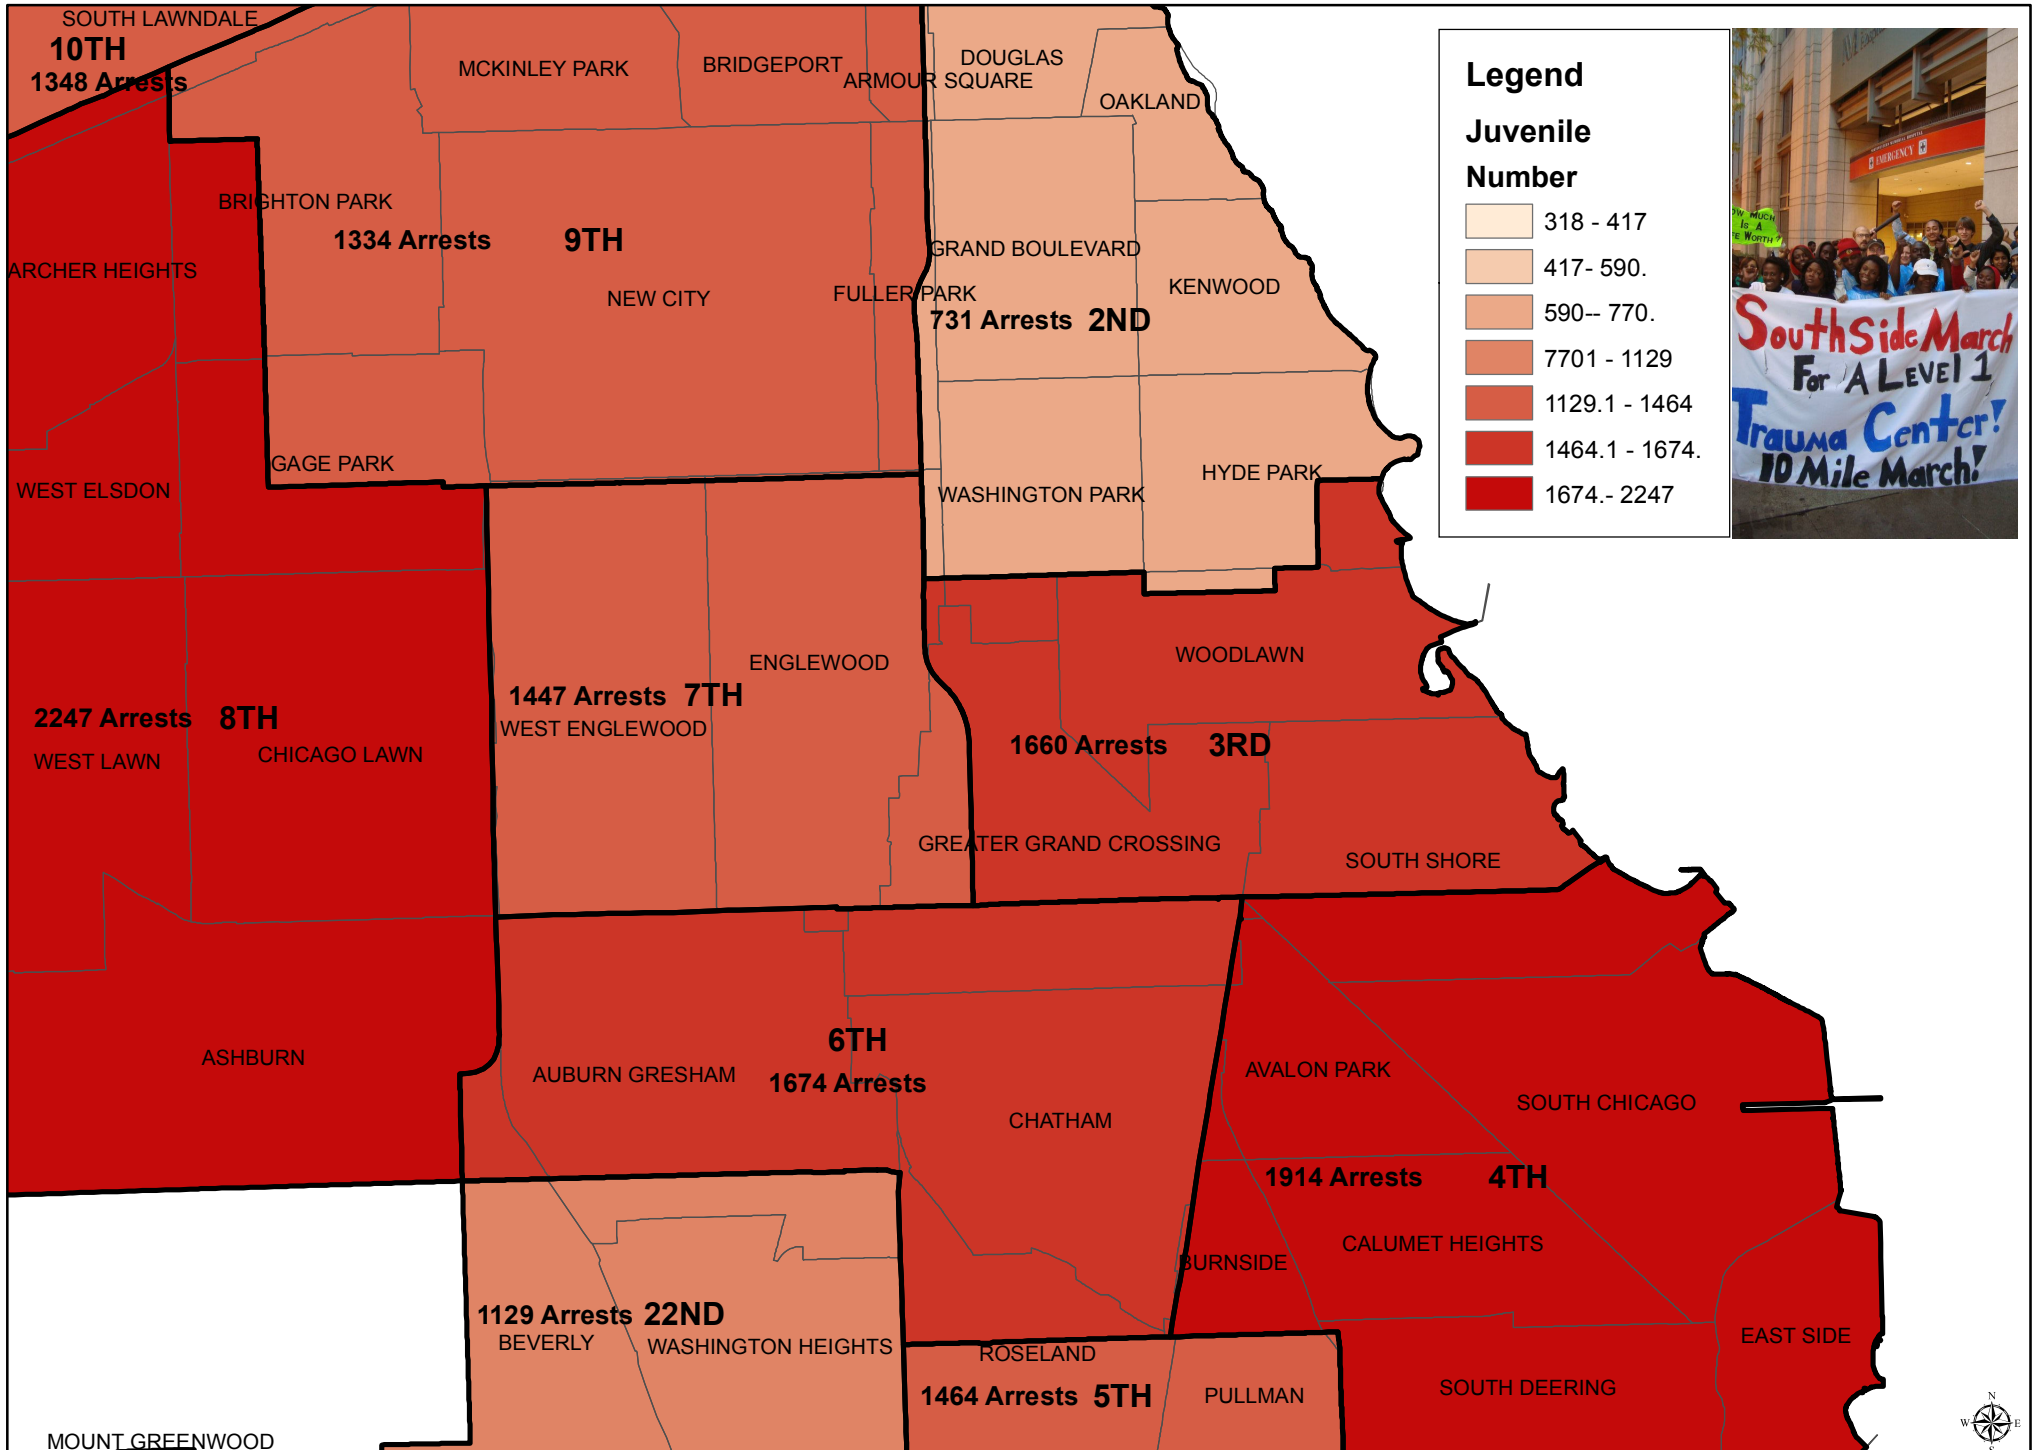 SOUTH LAWNDALE
10TH
1348 Arrests
MCKINLEY PARK
BRIDGEPORT
ARMOUR SQUARE
DOUGLAS
OAKLAND
BRIGHTON PARK
1334 Arrests 9TH
ARCHER HEIGHTS
NEW CITY
FULLER PARK
GRAND BOULEVARD
KENWOOD
731 Arrests 2ND
GAGE PARK
WEST ELSDON
WASHINGTON PARK
HYDE PARK
Legend
Juvenile
Number
318 - 417
417- 590.
590-- 770.
7701 - 1129
1129.1 - 1464
1464.1 - 1674.
1674.- 2247
EMERGENCY
OW MUCH
IS A
FE WORTH?
South Side March
For A Level 1
Trauma Center!
10 Mile March!
ENGLEWOOD
WOODLAWN
1447 Arrests 7TH
WEST ENGLEWOOD
2247 Arrests 8TH
WEST LAWN
CHICAGO LAWN
1660 Arrests 3RD
GREATER GRAND CROSSING
SOUTH SHORE
ASHBURN
6TH
AUBURN GRESHAM
1674 Arrests
CHATHAM
AVALON PARK
SOUTH CHICAGO
1914 Arrests 4TH
CALUMET HEIGHTS
BURNSIDE
1129 Arrests 22ND
BEVERLY
WASHINGTON HEIGHTS
ROSELAND
1464 Arrests 5TH
PULLMAN
EAST SIDE
SOUTH DEERING
MOUNT GREENWOOD
N
W E
S